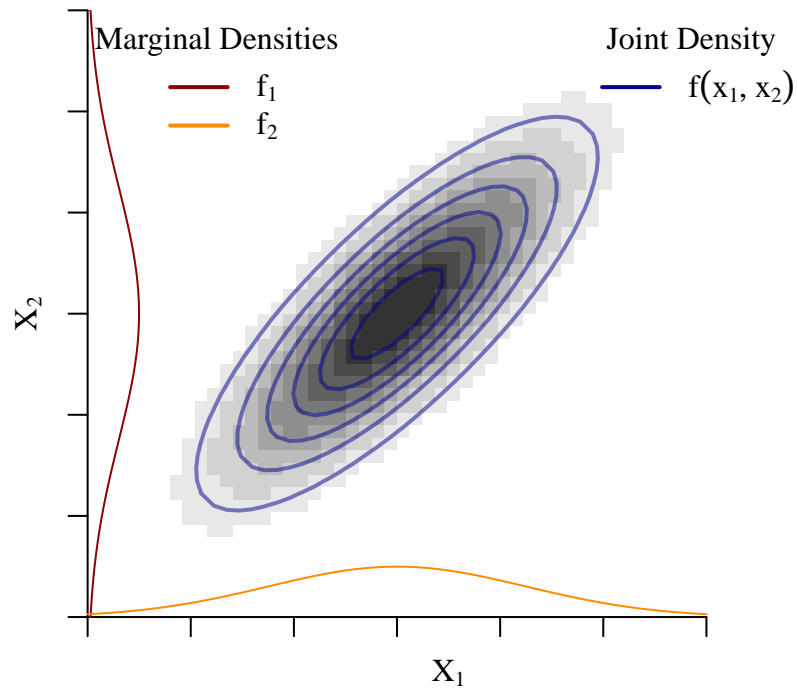 Marginal Densities
f₁
f₂
Joint Density
f(x₁, x₂)
X₂
X₁